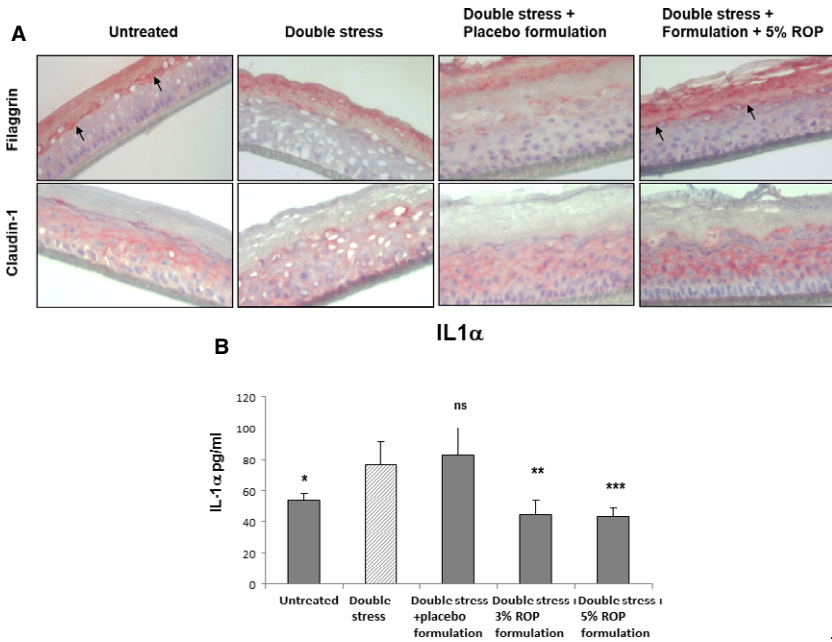 A
Untreated
Double stress
Double stress +
Placebo formulation
Double stress +
Formulation + 5% ROP
Filaggrin
Claudin-1
IL1α
B
120
100
80
60
40
20
0
IL-1α pg/ml
*
ns
**
***
Untreated
Double
stress
Double stress
+placebo
formulation
Double stress +
3% ROP
formulation
Double stress +
5% ROP
formulation